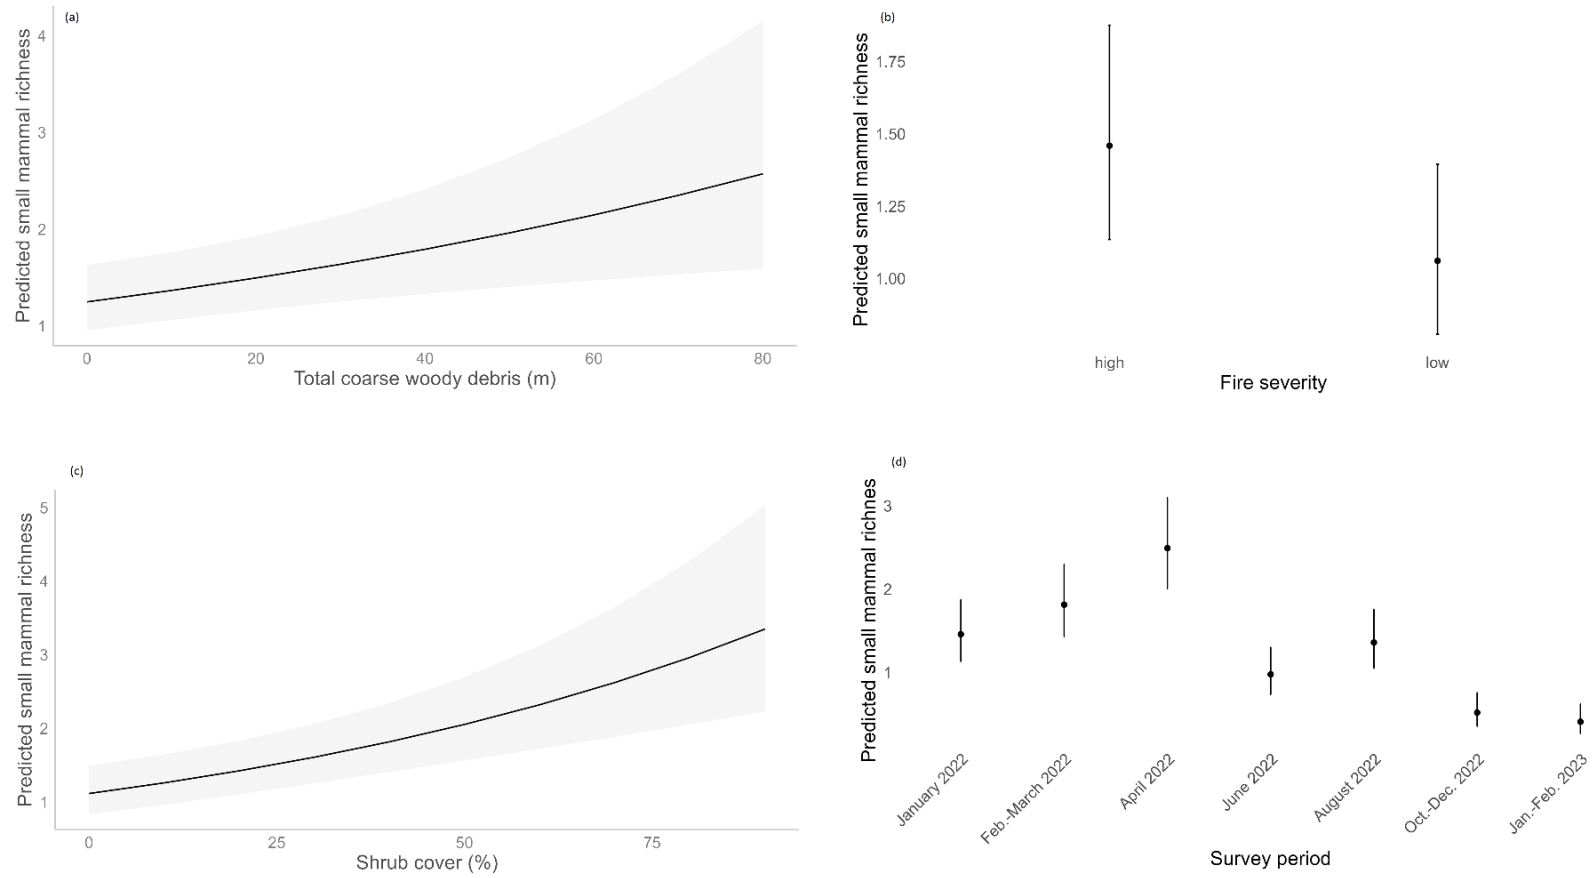 (a)
Predicted small mammal richness
4
3
2
1
0 20 40 60 80
Total coarse woody debris (m)
(b)
Predicted small mammal richness
1.75
1.50
1.25
1.00
high low
Fire severity
(c)
Predicted small mammal richness
5
4
3
2
1
0 25 50 75
Shrub cover (%)
(d)
Predicted small mammal richnes
3
2
1
January 2022
Feb.-March 2022
April 2022
June 2022
August 2022
Oct.-Dec. 2022
Jan.-Feb. 2023
Survey period